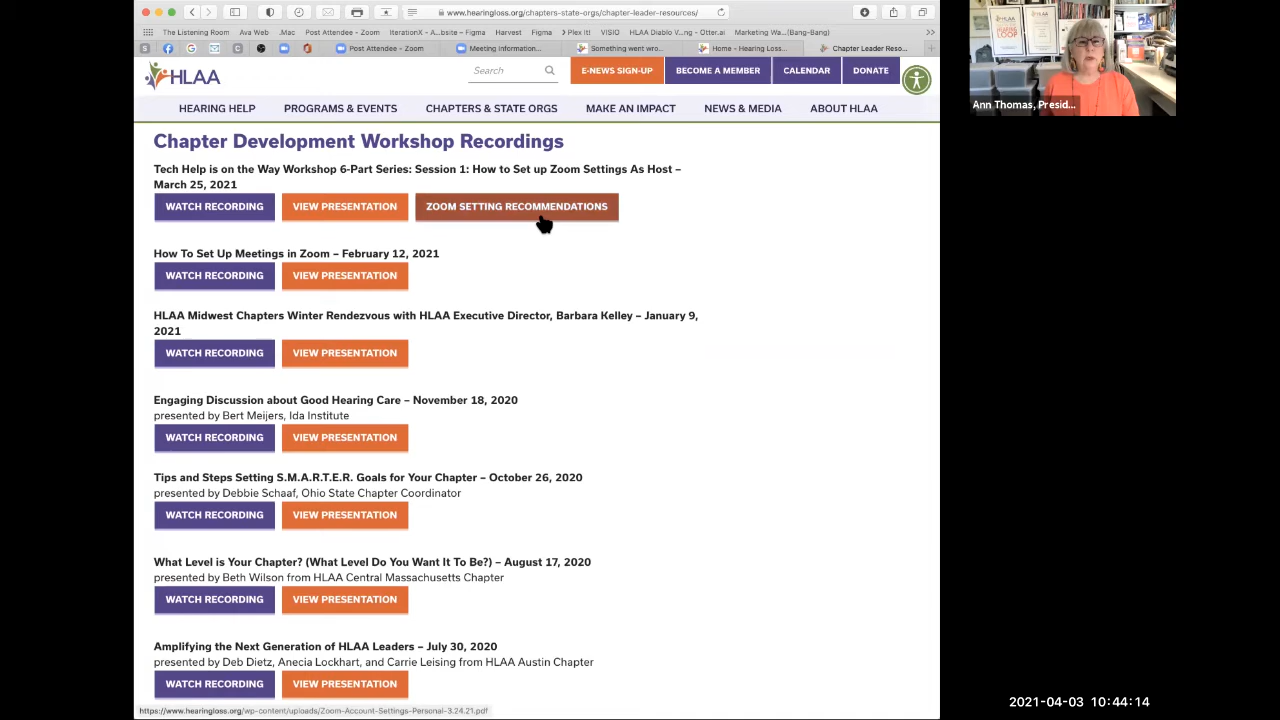 www.hearingloss.org/chapters-state-orgs/chapter-leader-resources/
The Listening Room Ava Web .Mac Post Attendee - Zoom IterationX – A sit...te – Figma Harvest Figma > Plex It! VISIO HLAA Diablo V...ng - Otter.ai Marketing Wa...(Bang-Bang)
Post Attendee - Zoom Meeting information... Something went wro... Home - Hearing Loss... Chapter Leader Reso...
HLAA
Search
E-NEWS SIGN-UP
BECOME A MEMBER
CALENDAR
DONATE
Ann Thomas, Presid...
HEARING HELP PROGRAMS & EVENTS CHAPTERS & STATE ORGS MAKE AN IMPACT NEWS & MEDIA ABOUT HLAA
Chapter Development Workshop Recordings
Tech Help is on the Way Workshop 6-Part Series: Session 1: How to Set up Zoom Settings As Host –
March 25, 2021
WATCH RECORDING VIEW PRESENTATION ZOOM SETTING RECOMMENDATIONS
How To Set Up Meetings in Zoom – February 12, 2021
WATCH RECORDING VIEW PRESENTATION
HLAA Midwest Chapters Winter Rendezvous with HLAA Executive Director, Barbara Kelley – January 9,
2021
WATCH RECORDING VIEW PRESENTATION
Engaging Discussion about Good Hearing Care – November 18, 2020
presented by Bert Meijers, Ida Institute
WATCH RECORDING VIEW PRESENTATION
Tips and Steps Setting S.M.A.R.T.E.R. Goals for Your Chapter – October 26, 2020
presented by Debbie Schaaf, Ohio State Chapter Coordinator
WATCH RECORDING VIEW PRESENTATION
What Level is Your Chapter? (What Level Do You Want It To Be?) – August 17, 2020
presented by Beth Wilson from HLAA Central Massachusetts Chapter
WATCH RECORDING VIEW PRESENTATION
Amplifying the Next Generation of HLAA Leaders – July 30, 2020
presented by Deb Dietz, Anecia Lockhart, and Carrie Leising from HLAA Austin Chapter
WATCH RECORDING VIEW PRESENTATION
https://www.hearingloss.org/wp-content/uploads/Zoom-Account-Settings-Personal-3.24.21.pdf
2021-04-03 10:44:14